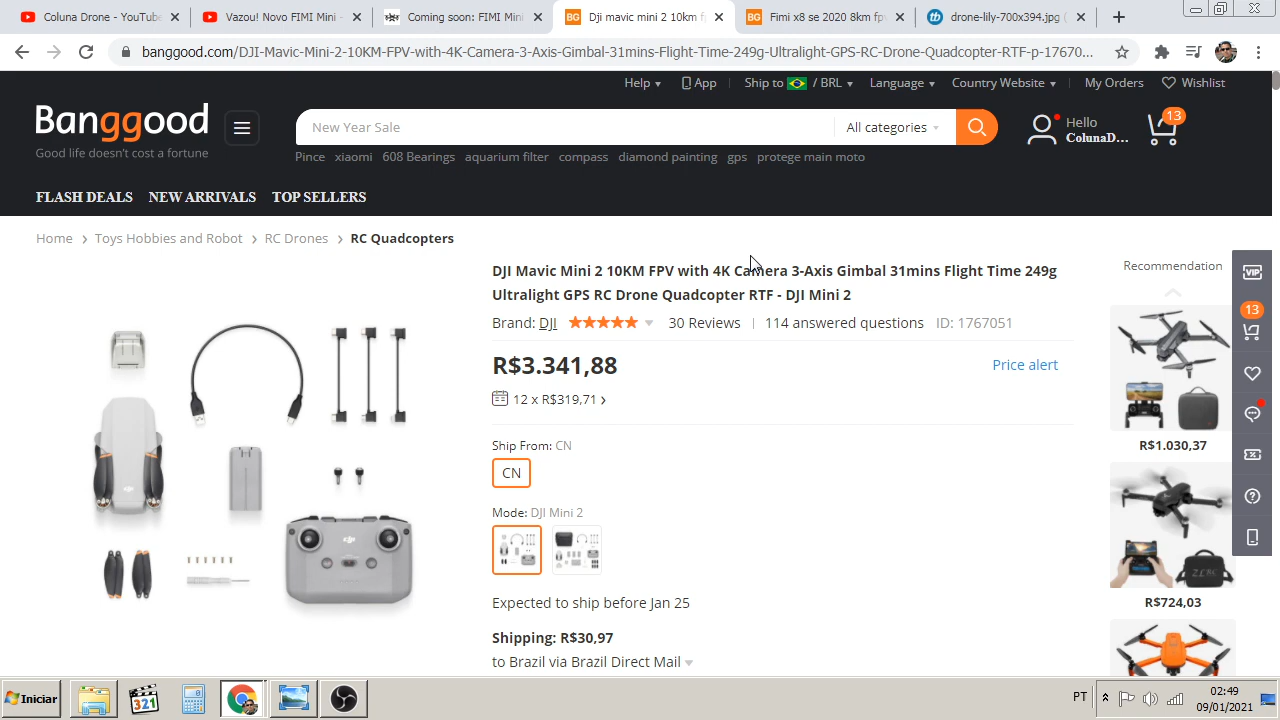 Coluna Drone - YouTube
Vazou! Novo FIMI Mini -
Coming soon: FIMI Mini
Dji mavic mini 2 10km f
Fimi x8 se 2020 8km fpv
drone-lily-700x394.jpg (
banggood.com/DJI-Mavic-Mini-2-10KM-FPV-with-4K-Camera-3-Axis-Gimbal-31mins-Flight-Time-249g-Ultralight-GPS-RC-Drone-Quadcopter-RTF-p-17670...
Help
App
Ship to / BRL
Language
Country Website
My Orders
Wishlist
Banggood
Good life doesn't cost a fortune
New Year Sale
All categories
Hello
ColunaD...
13
Pince xiaomi 608 Bearings aquarium filter compass diamond painting gps protege main moto
FLASH DEALS NEW ARRIVALS TOP SELLERS
Home > Toys Hobbies and Robot > RC Drones > RC Quadcopters
DJI Mavic Mini 2 10KM FPV with 4K Camera 3-Axis Gimbal 31mins Flight Time 249g
Ultralight GPS RC Drone Quadcopter RTF - DJI Mini 2
Brand: DJI 30 Reviews | 114 answered questions ID: 1767051
R$3.341,88
Price alert
12 x R$319,71 >
Ship From: CN
CN
Mode: DJI Mini 2
Expected to ship before Jan 25
Shipping: R$30,97
to Brazil via Brazil Direct Mail
Recommendation
R$1.030,37
R$724,03
VIP
13
Iniciar
321
PT
02:49
09/01/2021